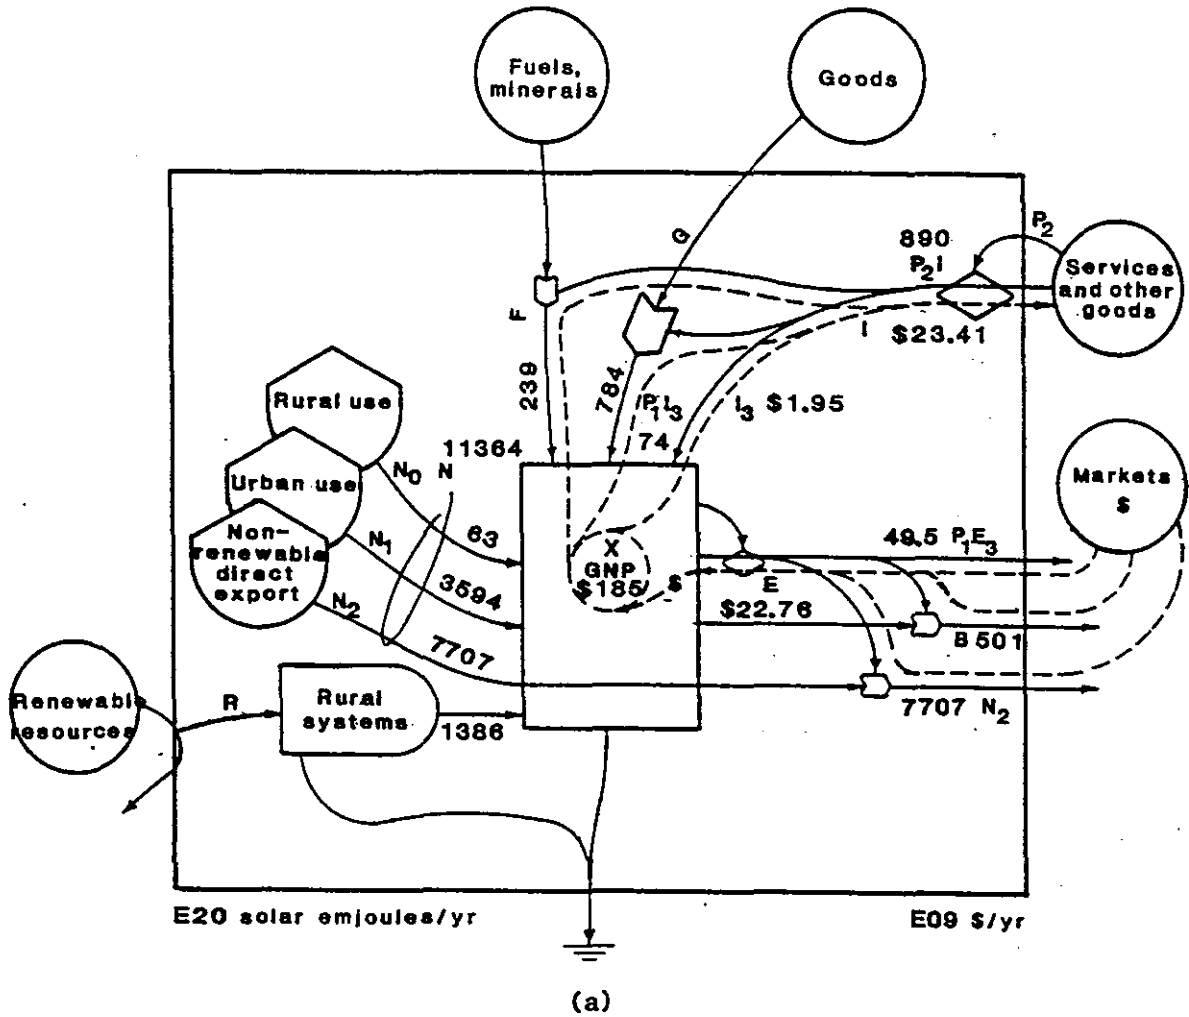 Fuels,
minerals
Goods
Q
890
P2I
P2
Services
and other
goods
I
$23.41
F
239
784
P1I3
74
I3 $1.95
Rural use
Urban use
Non-
renewable
direct
export
N0
N
11364
N1
N2
63
3594
7707
X
GNP
$185
$
Markets
$
49.5 P1E3
E
$22.76
B 501
7707 N2
Renewable
resources
R
Rural
systems
1386
E20 solar emjoules/yr
E09 $/yr
(a)